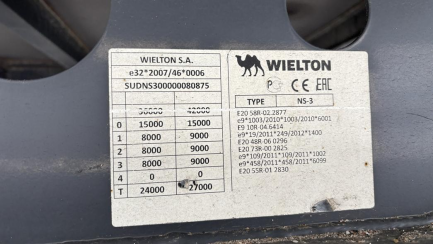 WIELTON S.A.
e32*2007/46*0006
SUDNS300000080875
36000 42000
0 15000 15000
1 8000 9000
2 8000 9000
3 8000 9000
4 0 0
T 24000 27000
WIELTON
CE EAC
TYPE NS-3
E20 58R-02.2877
e9*1003/2010*1003/2010*6001
E9 10R-04.6414
e9*19/2011*249/2012*1400
E20 48R-06 0296
E20 73R-00 2825
e9*109/2011*109/2011*1002
e9*458/2011*458/2011*6099
E20 55R-01 2830